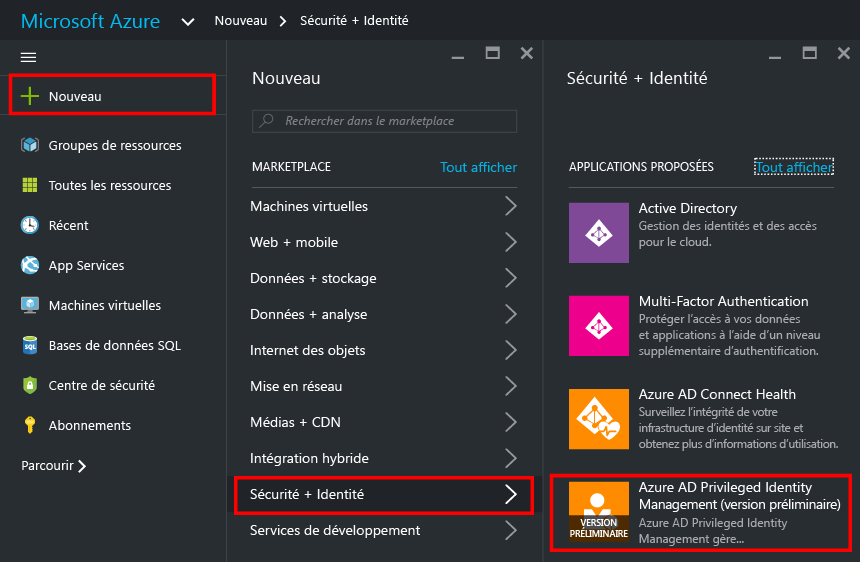 Microsoft Azure
Nouveau
Sécurité + Identité
Nouveau
Groupes de ressources
Toutes les ressources
Récent
App Services
Machines virtuelles
SQL
Bases de données SQL
Centre de sécurité
Abonnements
Parcourir
Nouveau
Rechercher dans le marketplace
MARKETPLACE
Tout afficher
Machines virtuelles
Web + mobile
Données + stockage
Données + analyse
Internet des objets
Mise en réseau
Médias + CDN
Intégration hybride
Sécurité + Identité
Services de développement
Sécurité + Identité
APPLICATIONS PROPOSÉES
Tout afficher
Active Directory
Gestion des identités et des accès
pour le cloud.
Multi-Factor Authentication
Protéger l'accès à vos données
et applications à l'aide d'un niveau
supplémentaire d'authentification.
Azure AD Connect Health
Surveillez l'intégrité de votre
infrastructure d'identité sur site et
obtenez plus d'informations d'utilisation.
VERSION
PRÉLIMINAIRE
Azure AD Privileged Identity
Management (version préliminaire)
Azure AD Privileged Identity
Management gère...